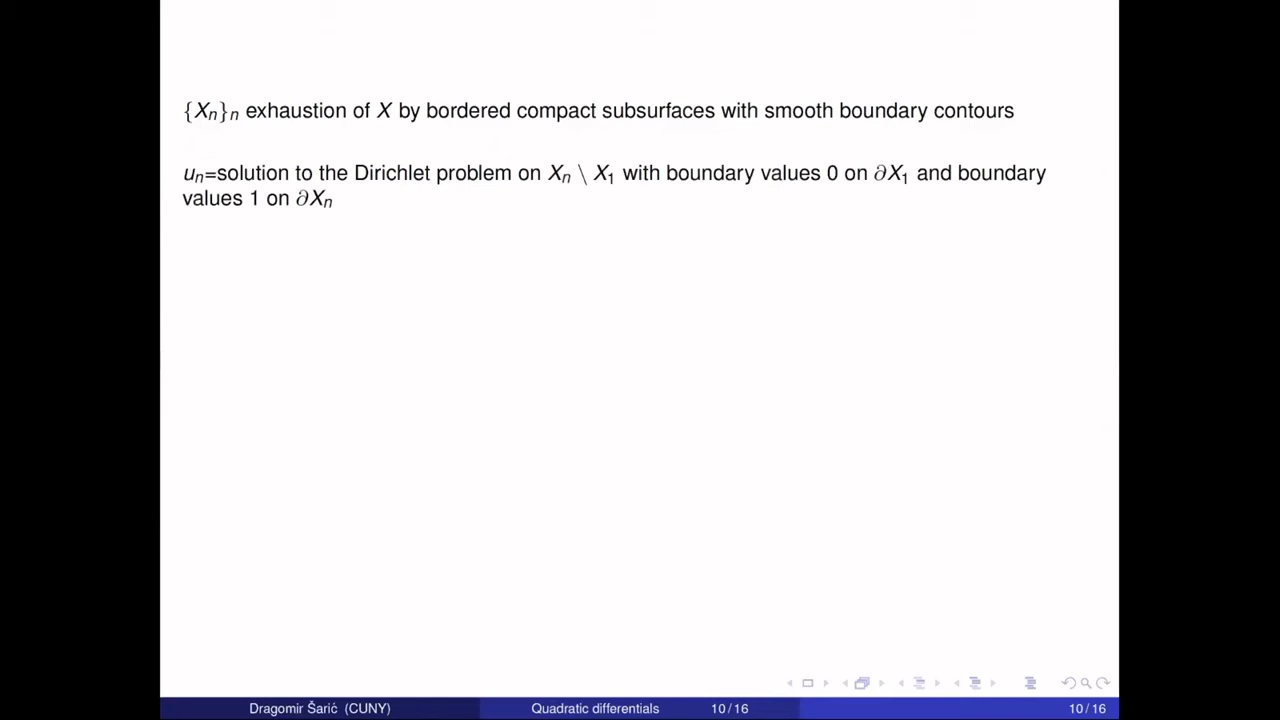 {Xn}n exhaustion of X by bordered compact subsurfaces with smooth boundary contours
un=solution to the Dirichlet problem on Xn \ X1 with boundary values 0 on ∂X1 and boundary
values 1 on ∂Xn
Dragomir Šarić (CUNY) Quadratic differentials 10 / 16 10 / 16